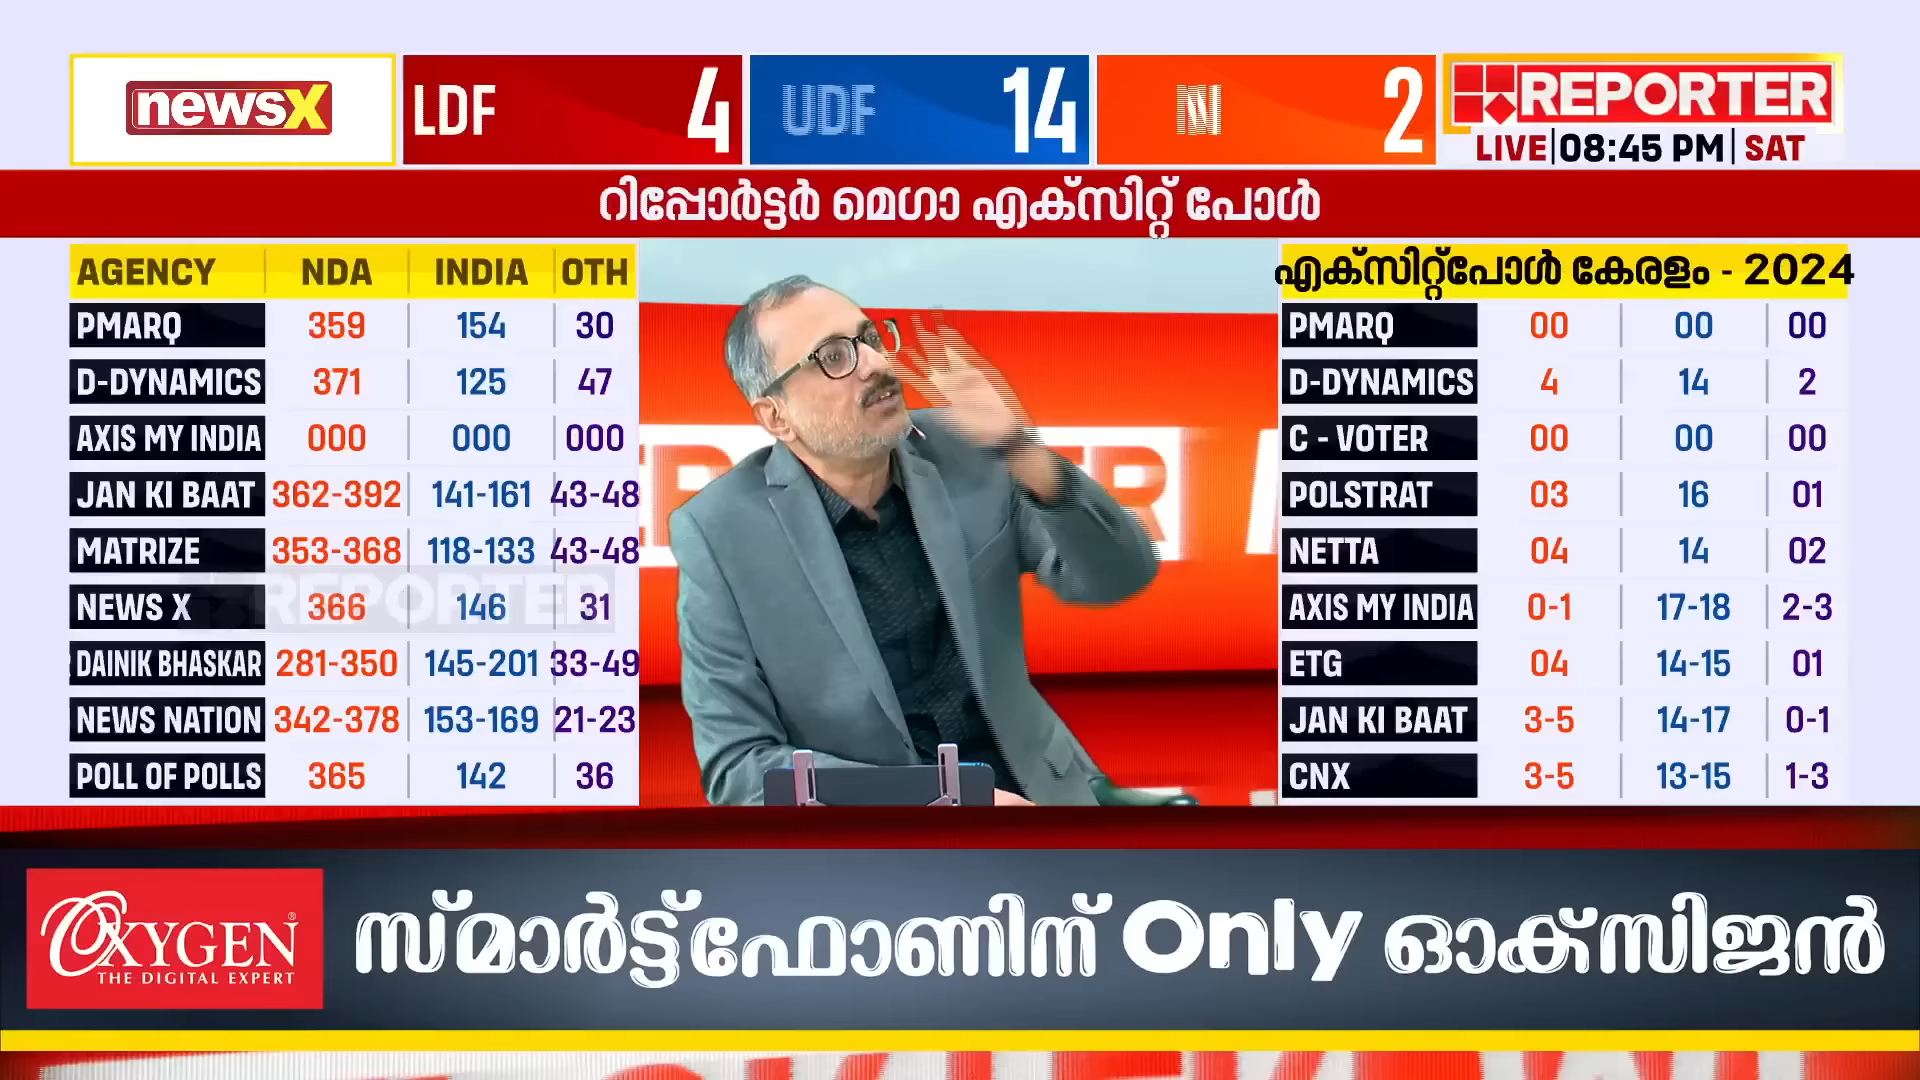 newsX LDF 4 UDF 14 2 REPORTER
LIVE 08:45 PM SAT
റിപ്പോർട്ടർ മെഗാ എക്സിറ്റ് പോൾ
AGENCY NDA INDIA OTH
PMARQ 359 154 30
D-DYNAMICS 371 125 47
AXIS MY INDIA 000 000 000
JAN KI BAAT 362-392 141-161 43-48
MATRIZE 353-368 118-133 43-48
NEWS X 366 146 31
DAINIK BHASKAR 281-350 145-201 33-49
NEWS NATION 342-378 153-169 21-23
POLL OF POLLS 365 142 36
REPORTER
എക്സിറ്റ്പോൾ കേരളം - 2024
PMARQ 00 00 00
D-DYNAMICS 4 14 2
C - VOTER 00 00 00
POLSTRAT 03 16 01
NETTA 04 14 02
AXIS MY INDIA 0-1 17-18 2-3
ETG 04 14-15 01
JAN KI BAAT 3-5 14-17 0-1
CNX 3-5 13-15 1-3
OXYGEN®
THE DIGITAL EXPERT
സ്മാർട്ട്ഫോണിന് Only ഓക്സിജൻ